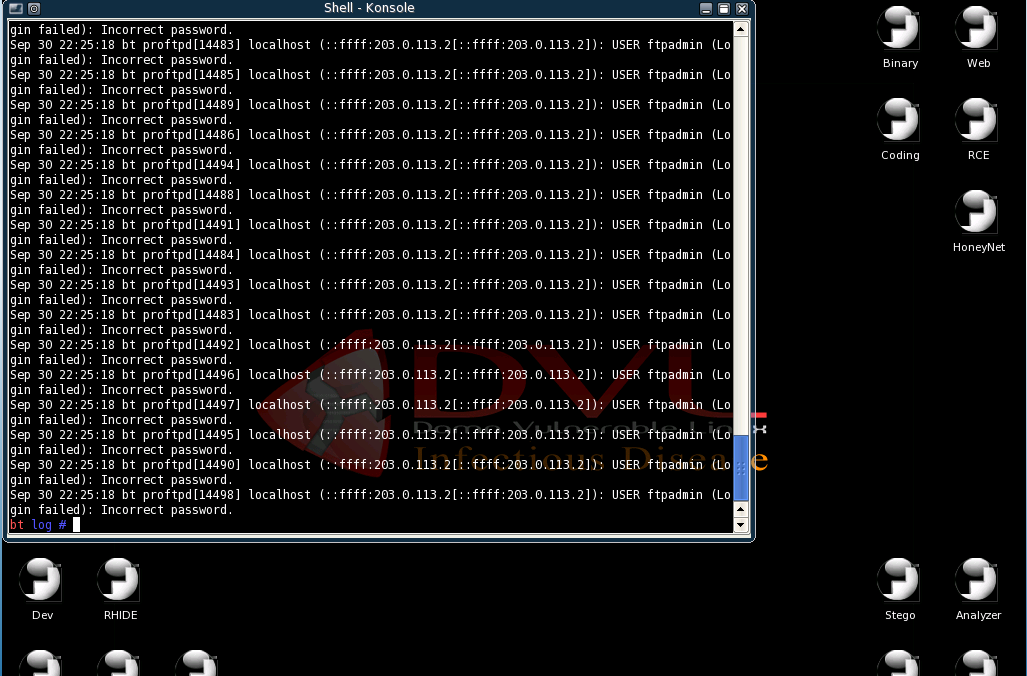 Shell - Konsole
gin failed): Incorrect password.
Sep 30 22:25:18 bt proftpd[14483] localhost (::ffff:203.0.113.2[::ffff:203.0.113.2]): USER ftpadmin (Lo
gin failed): Incorrect password.
Sep 30 22:25:18 bt proftpd[14485] localhost (::ffff:203.0.113.2[::ffff:203.0.113.2]): USER ftpadmin (Lo
gin failed): Incorrect password.
Sep 30 22:25:18 bt proftpd[14489] localhost (::ffff:203.0.113.2[::ffff:203.0.113.2]): USER ftpadmin (Lo
gin failed): Incorrect password.
Sep 30 22:25:18 bt proftpd[14486] localhost (::ffff:203.0.113.2[::ffff:203.0.113.2]): USER ftpadmin (Lo
gin failed): Incorrect password.
Sep 30 22:25:18 bt proftpd[14494] localhost (::ffff:203.0.113.2[::ffff:203.0.113.2]): USER ftpadmin (Lo
gin failed): Incorrect password.
Sep 30 22:25:18 bt proftpd[14488] localhost (::ffff:203.0.113.2[::ffff:203.0.113.2]): USER ftpadmin (Lo
gin failed): Incorrect password.
Sep 30 22:25:18 bt proftpd[14491] localhost (::ffff:203.0.113.2[::ffff:203.0.113.2]): USER ftpadmin (Lo
gin failed): Incorrect password.
Sep 30 22:25:18 bt proftpd[14484] localhost (::ffff:203.0.113.2[::ffff:203.0.113.2]): USER ftpadmin (Lo
gin failed): Incorrect password.
Sep 30 22:25:18 bt proftpd[14493] localhost (::ffff:203.0.113.2[::ffff:203.0.113.2]): USER ftpadmin (Lo
gin failed): Incorrect password.
Sep 30 22:25:18 bt proftpd[14483] localhost (::ffff:203.0.113.2[::ffff:203.0.113.2]): USER ftpadmin (Lo
gin failed): Incorrect password.
Sep 30 22:25:18 bt proftpd[14492] localhost (::ffff:203.0.113.2[::ffff:203.0.113.2]): USER ftpadmin (Lo
gin failed): Incorrect password.
Sep 30 22:25:18 bt proftpd[14496] localhost (::ffff:203.0.113.2[::ffff:203.0.113.2]): USER ftpadmin (Lo
gin failed): Incorrect password.
Sep 30 22:25:18 bt proftpd[14497] localhost (::ffff:203.0.113.2[::ffff:203.0.113.2]): USER ftpadmin (Lo
gin failed): Incorrect password.
Sep 30 22:25:18 bt proftpd[14495] localhost (::ffff:203.0.113.2[::ffff:203.0.113.2]): USER ftpadmin (Lo
gin failed): Incorrect password.
Sep 30 22:25:18 bt proftpd[14490] localhost (::ffff:203.0.113.2[::ffff:203.0.113.2]): USER ftpadmin (Lo
gin failed): Incorrect password.
Sep 30 22:25:18 bt proftpd[14498] localhost (::ffff:203.0.113.2[::ffff:203.0.113.2]): USER ftpadmin (Lo
gin failed): Incorrect password.
bt log #
DVL
Infectious Disease
Binary Web
Coding RCE
HoneyNet
Dev RHIDE
Stego Analyzer